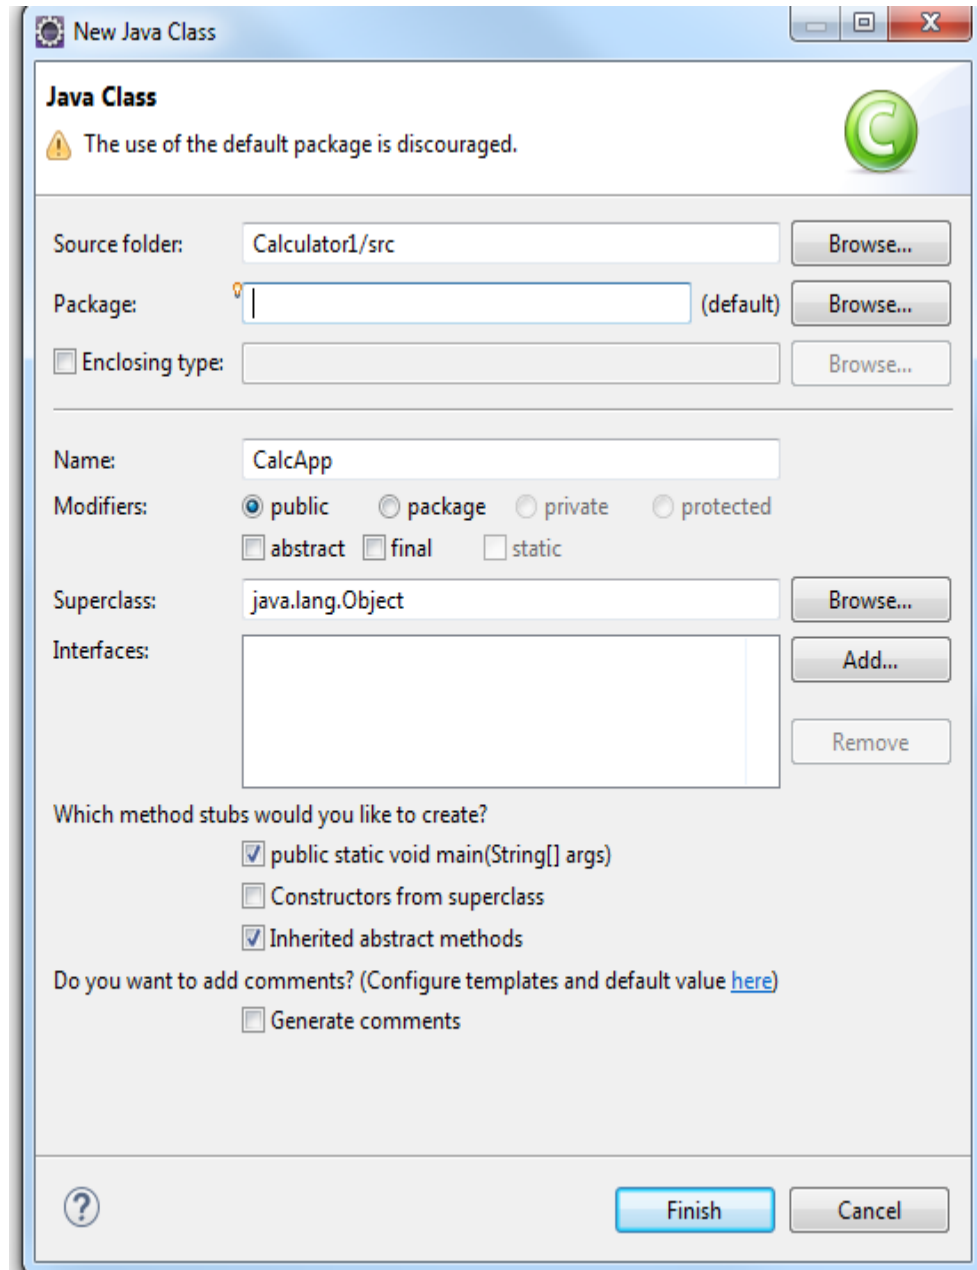 New Java Class
Java Class
The use of the default package is discouraged.
C
Source folder: Calculator1/src Browse...
Package: (default) Browse...
Enclosing type: Browse...
Name: CalcApp
Modifiers: public package private protected
abstract final static
Superclass: java.lang.Object Browse...
Interfaces: Add...
Remove
Which method stubs would you like to create?
public static void main(String[] args)
Constructors from superclass
Inherited abstract methods
Do you want to add comments? (Configure templates and default value here)
Generate comments
? Finish Cancel